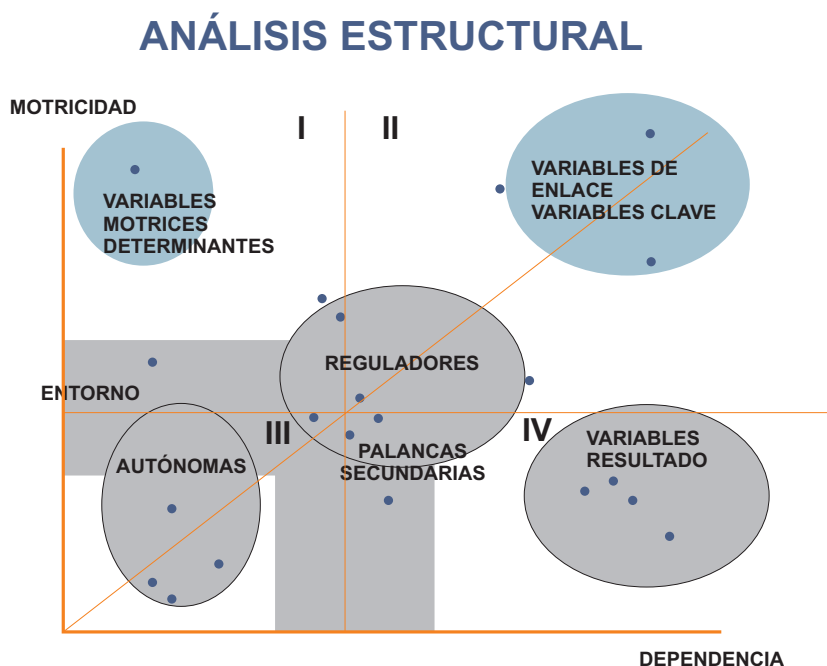 ANÁLISIS ESTRUCTURAL
MOTRICIDAD
I
II
VARIABLES
MOTRICES
DETERMINANTES
VARIABLES DE
ENLACE
VARIABLES CLAVE
REGULADORES
ENTORNO
III
IV
AUTÓNOMAS
PALANCAS
SECUNDARIAS
VARIABLES
RESULTADO
DEPENDENCIA